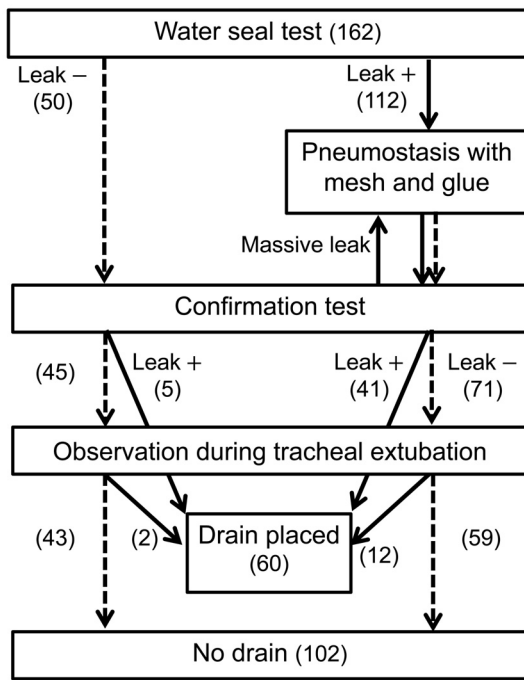 Water seal test (162)
Leak –
(50)
Leak +
(112)
Pneumostasis with
mesh and glue
Massive leak
Confirmation test
(45)
Leak +
(5)
Leak +
(41)
Leak –
(71)
Observation during tracheal extubation
(43)
(2)
Drain placed
(60)
(12)
(59)
No drain (102)